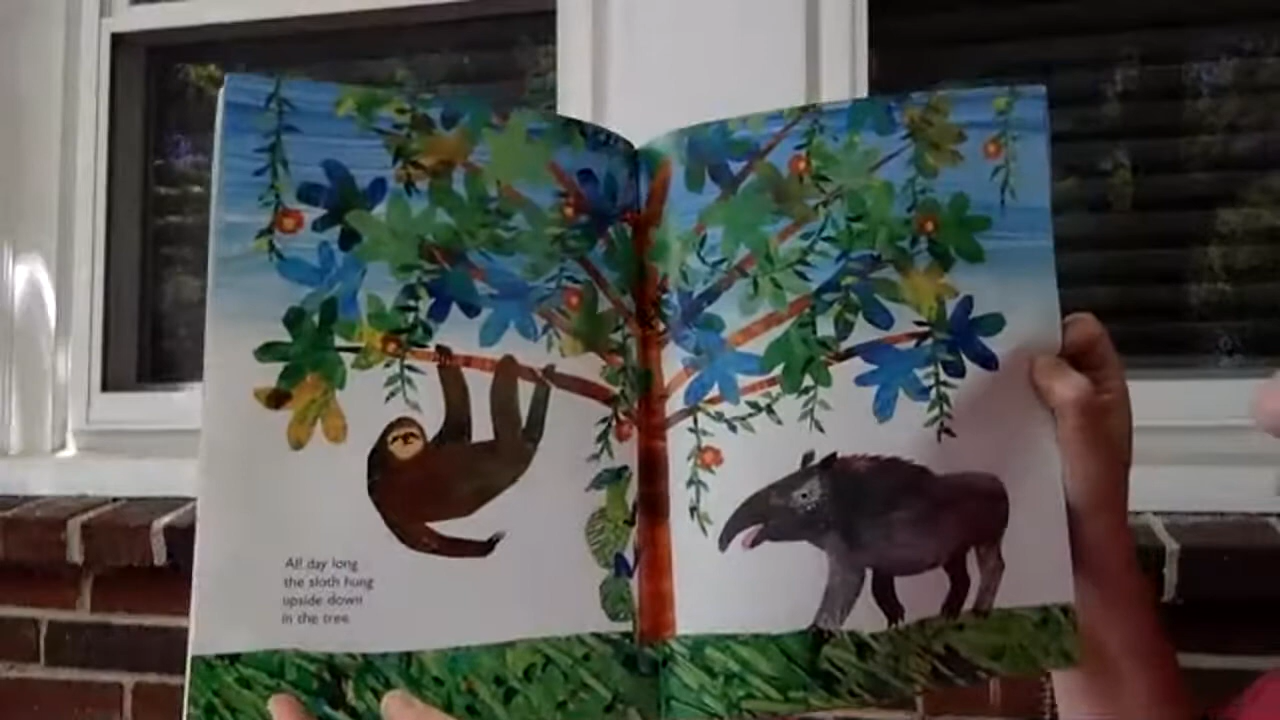 All day long
the sloth hung
upside down
in the tree.